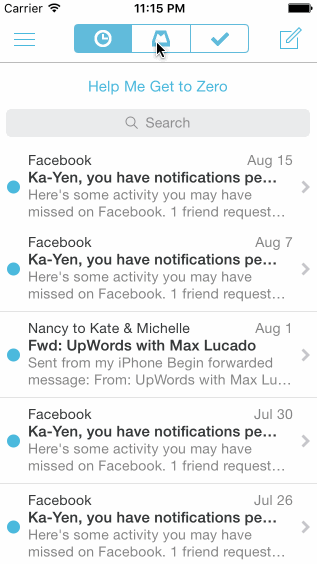 Carrier 11:15 PM
Help Me Get to Zero
Search
Facebook Aug 15
Ka-Yen, you have notifications pe...
Here's some activity you may have
missed on Facebook. 1 friend request...
Facebook Aug 7
Ka-Yen, you have notifications pe...
Here's some activity you may have
missed on Facebook. 1 friend request...
Nancy to Kate & Michelle Aug 1
Fwd: UpWords with Max Lucado
Sent from my iPhone Begin forwarded
message: From: UpWords with Max Lu...
Facebook Jul 30
Ka-Yen, you have notifications pe...
Here's some activity you may have
missed on Facebook. 1 friend request...
Facebook Jul 26
Ka-Yen, you have notifications pe...
Here's some activity you may have
missed on Facebook. 1 friend request...